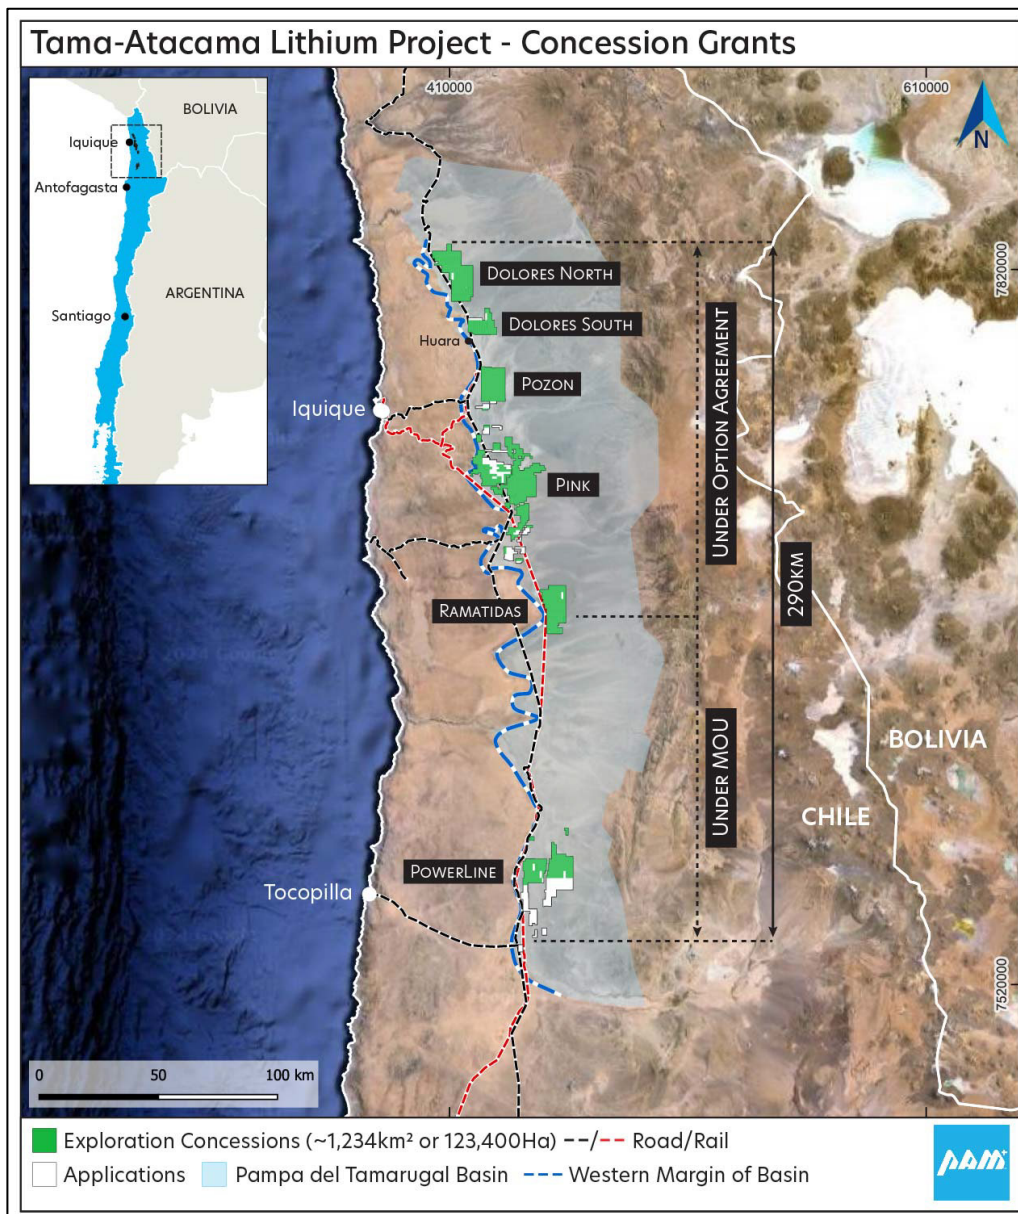 Tama-Atacama Lithium Project - Concession Grants
410000
610000
BOLIVIA
Iquique
Antofagasta
ARGENTINA
Santiago
N
7820000
DOLORES NORTH
DOLORES SOUTH
Huara
POZON
Iquique
PINK
UNDER OPTION AGREEMENT
290KM
RAMATIDAS
UNDER MOU
BOLIVIA
CHILE
POWERLINE
Tocopilla
7520000
0 50 100 km
Exploration Concessions (~1,234km² or 123,400Ha) Road/Rail
Applications Pampa del Tamarugal Basin Western Margin of Basin
PAM+